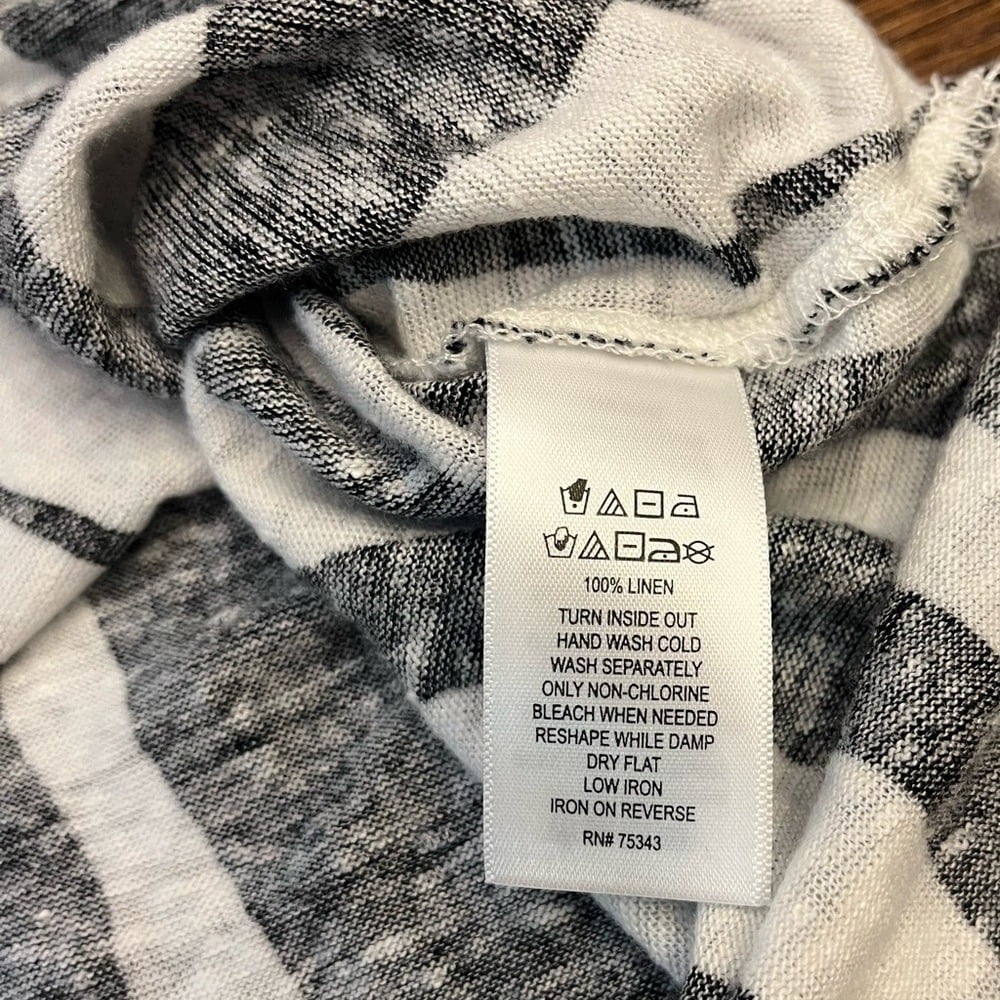 100% LINEN
TURN INSIDE OUT
HAND WASH COLD
WASH SEPARATELY
ONLY NON-CHLORINE
BLEACH WHEN NEEDED
RESHAPE WHILE DAMP
DRY FLAT
LOW IRON
IRON ON REVERSE
RN# 75343